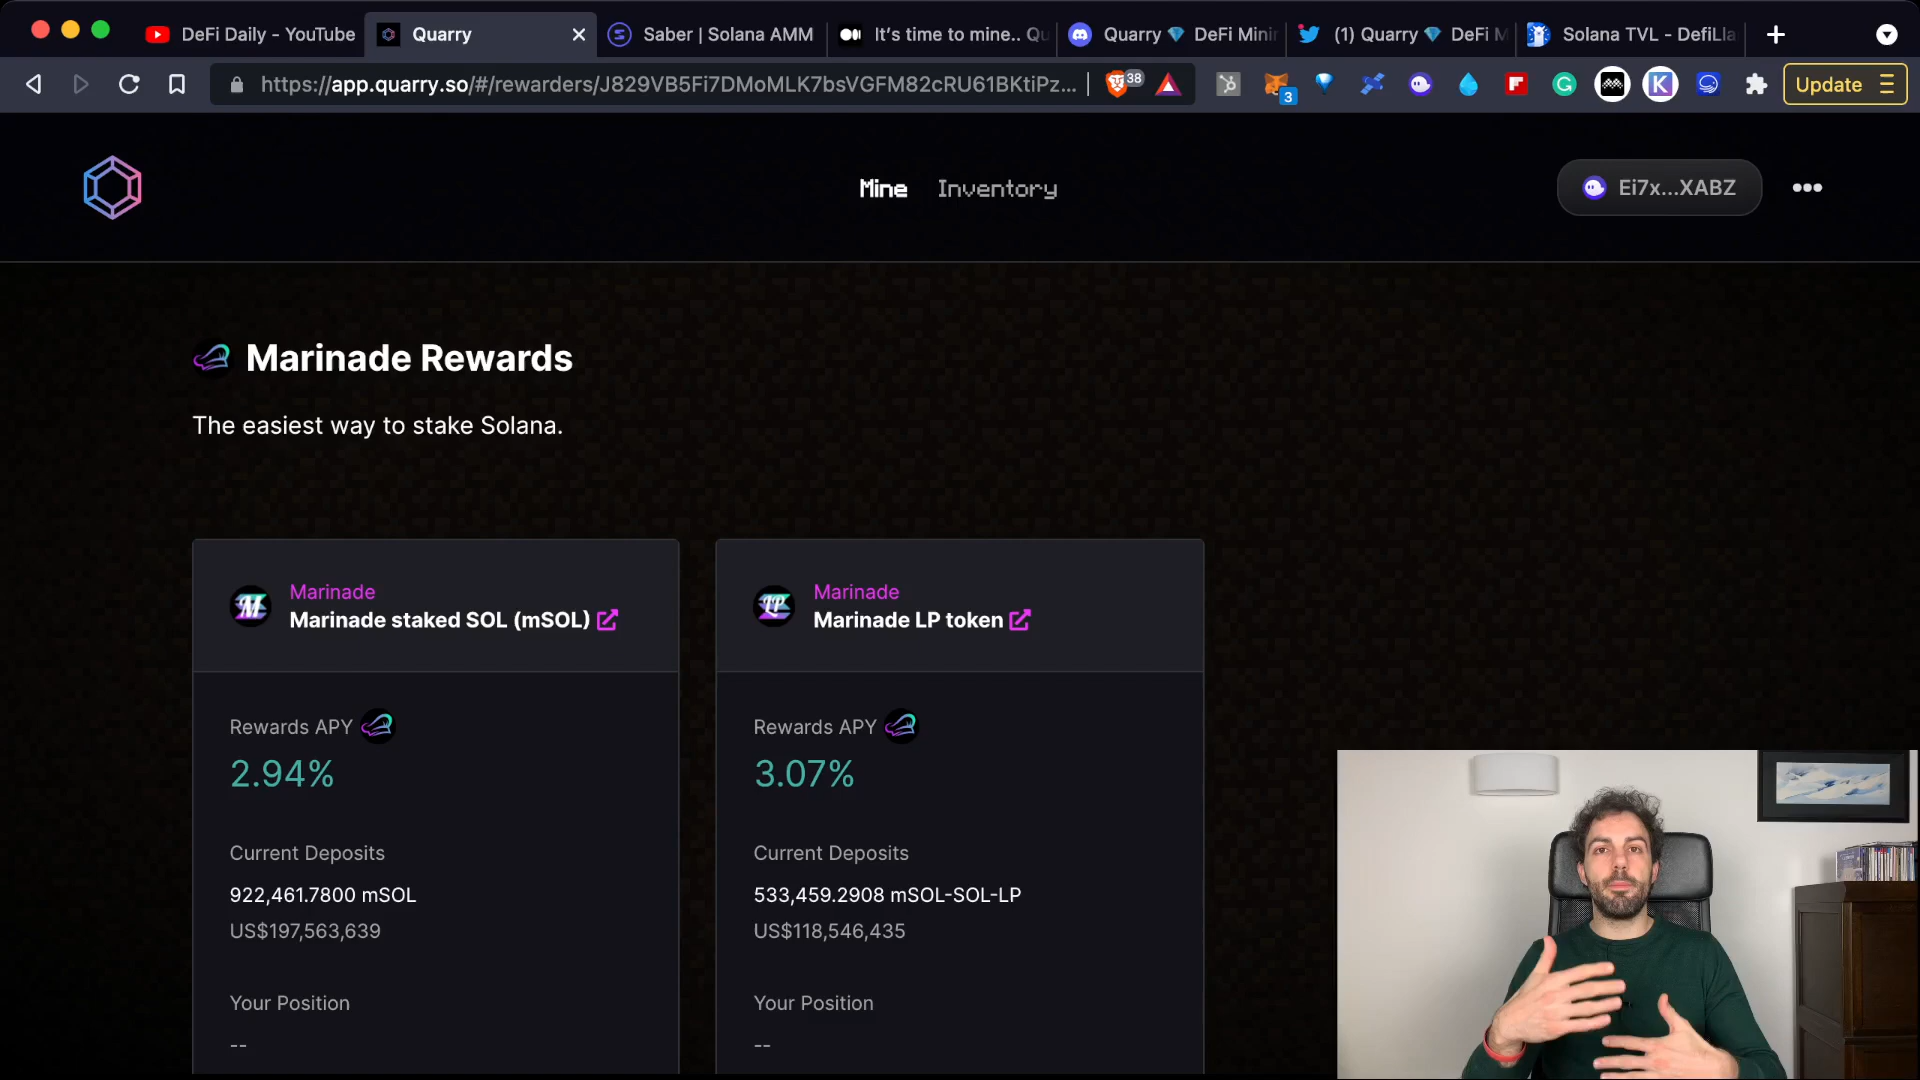 DeFi Daily - YouTube
Quarry
Saber | Solana AMM
It's time to mine.. Qu
Quarry 💎 DeFi Minin
(1) Quarry 💎 DeFi M
Solana TVL - DefiLla
https://app.quarry.so/#/rewarders/J829VB5Fi7DMoMLK7bsVGFM82cRU61BKtiPz...
38
3
Update
Mine
Inventory
Ei7x...XABZ
Marinade Rewards
The easiest way to stake Solana.
Marinade
Marinade staked SOL (mSOL)
Rewards APY
2.94%
Current Deposits
922,461.7800 mSOL
US$197,563,639
Your Position
--
Marinade
Marinade LP token
Rewards APY
3.07%
Current Deposits
533,459.2908 mSOL-SOL-LP
US$118,546,435
Your Position
--